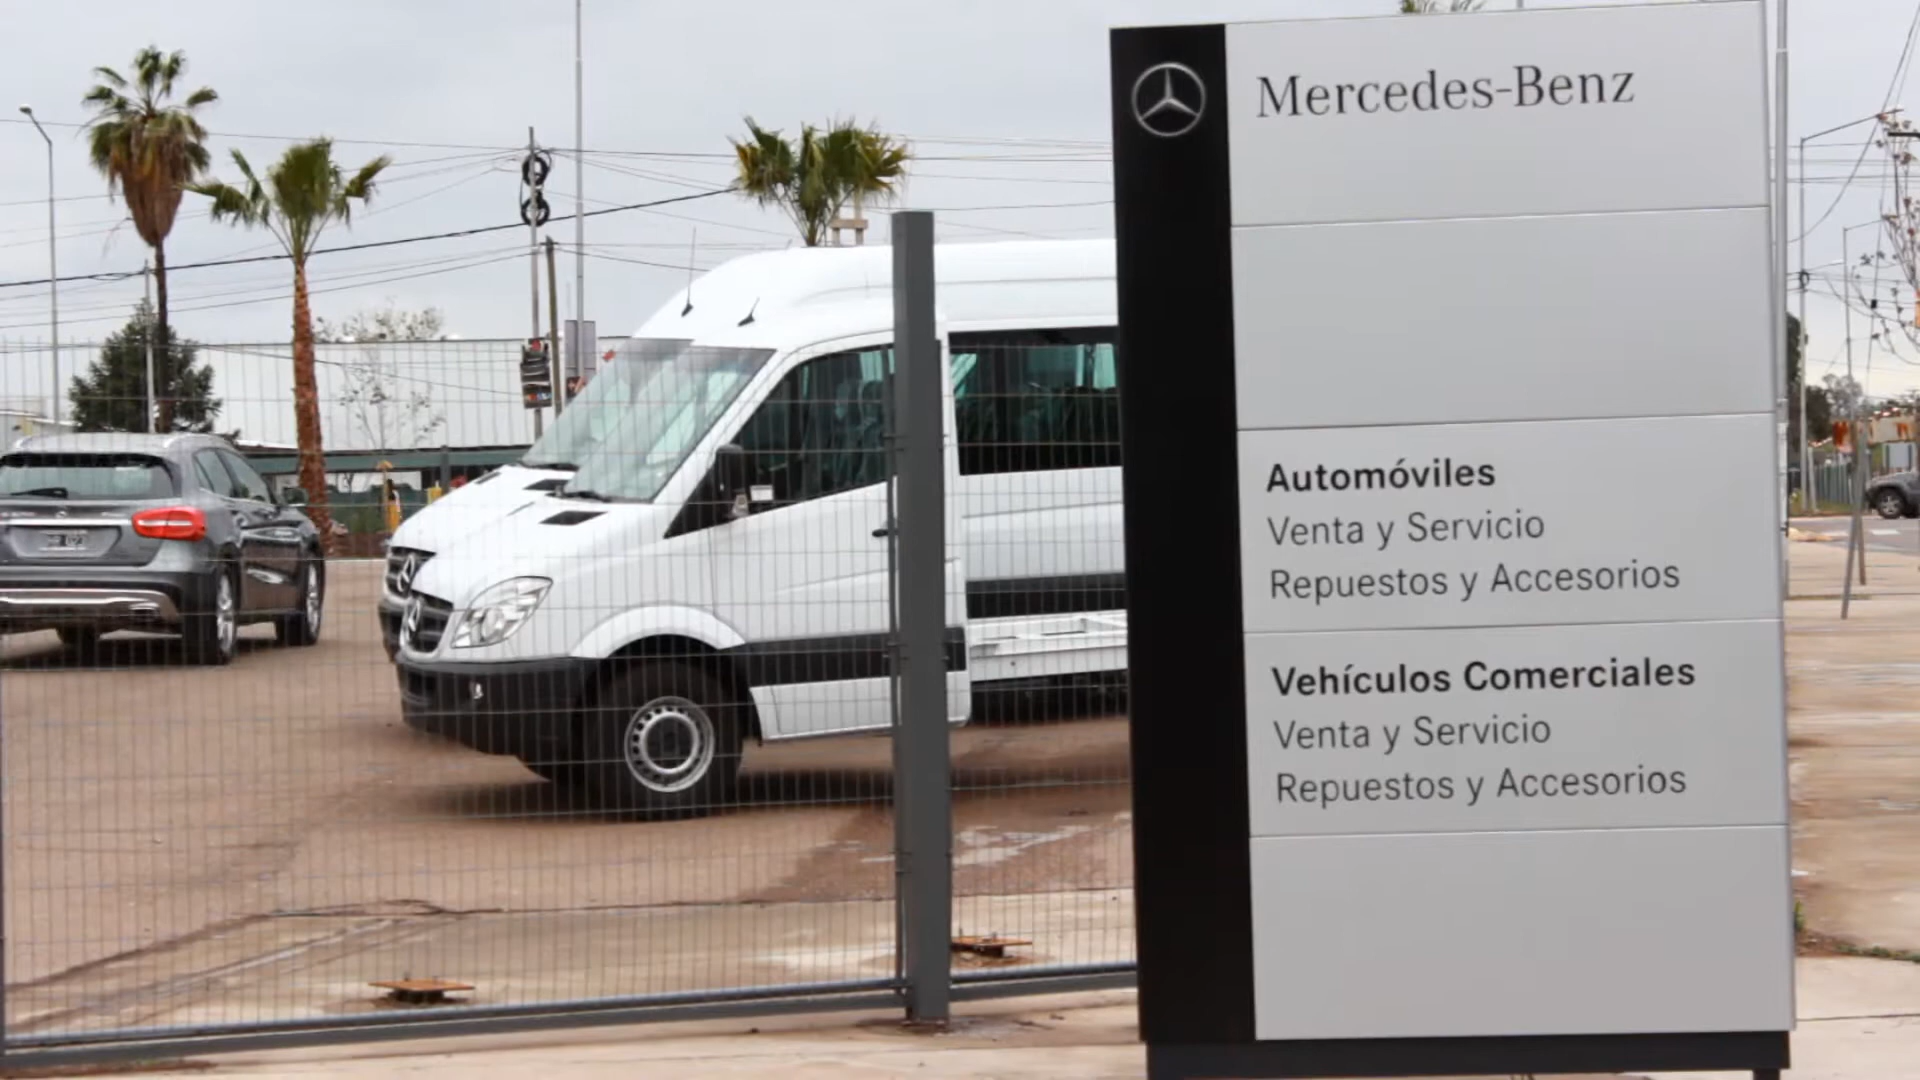 Mercedes-Benz
Automóviles
Venta y Servicio
Repuestos y Accesorios
Vehículos Comerciales
Venta y Servicio
Repuestos y Accesorios